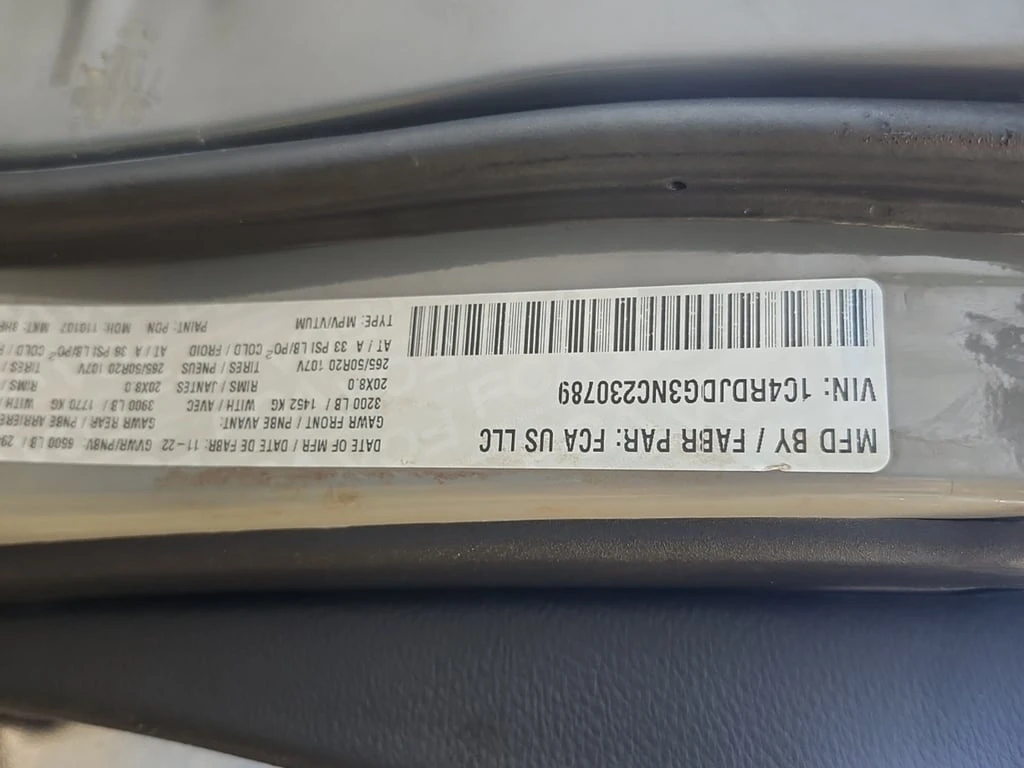 MFD BY / FABR PAR: FCA US LLC
VIN: 1C4RDJDG3NC230789
DATE OF MFR / DATE DE FABR: 11-22 GVWR/PNBV 6500 LB / 29
GAWR FRONT / PNBE AVANT: GAWR REAR / PNBE ARRIERE
3200 LB / 1452 KG WITH / AVEC 3900 LB / 1770 KG WITH
20X8.0 RIMS / JANTES 20X8.0 RIMS /
265/50R20 107V TIRES / PNEUS 265/50R20 107V TIRES
AT / A 33 PSI LB/PO² COLD / FROID AT / A 36 PSI LB/PO² COLD /
TYPE: MPV/VTUM PAINT: PDN MDH: 110107 MKT: